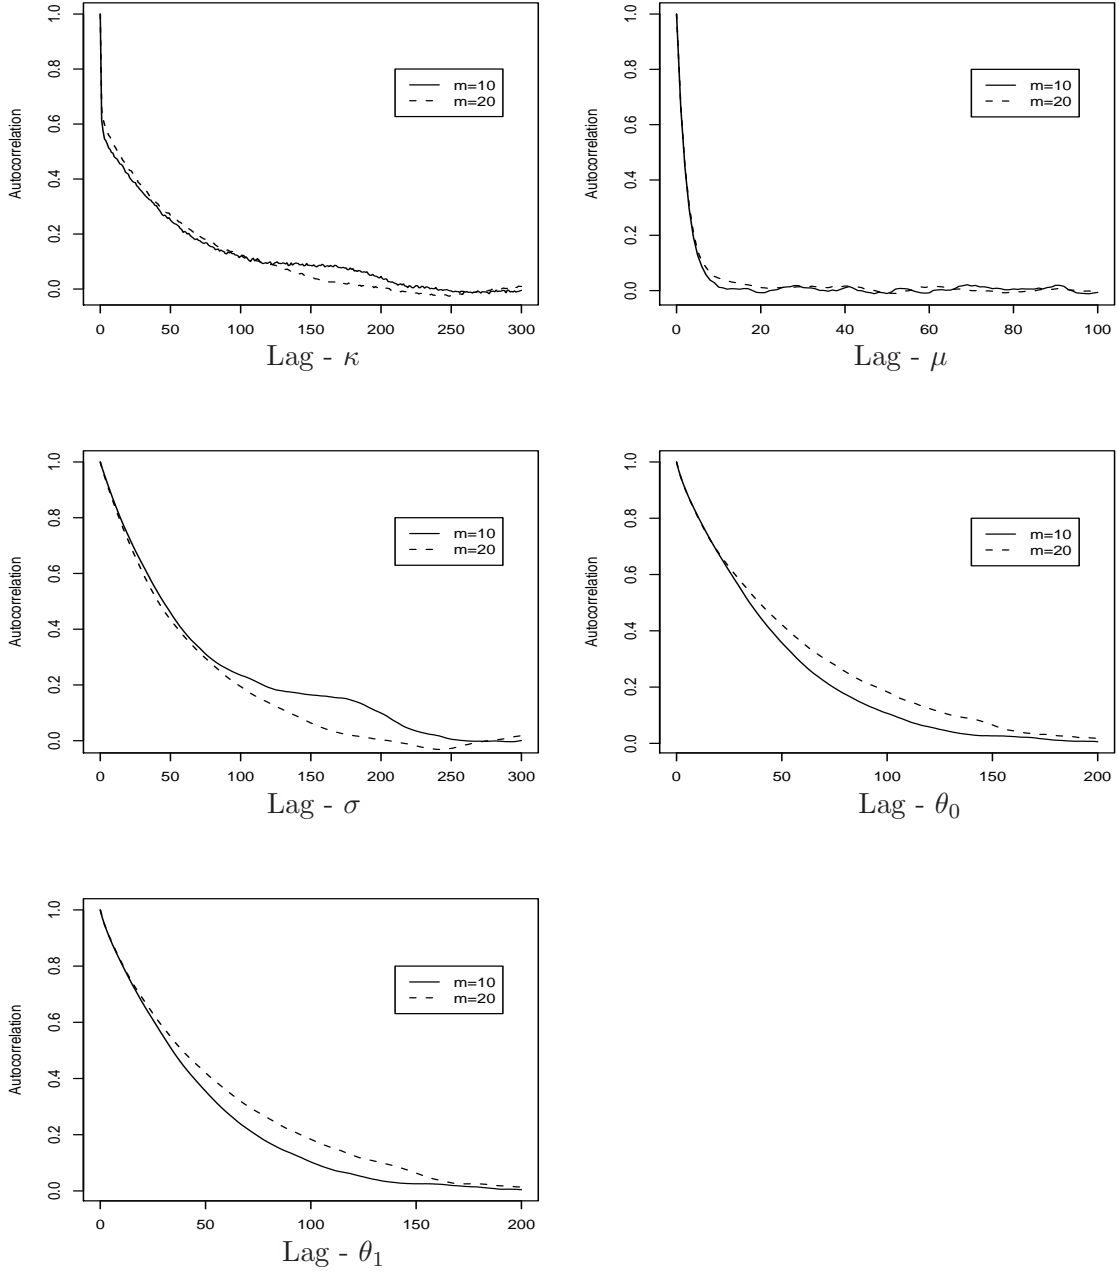 Autocorrelation
1.0
0.8
0.6
0.4
0.2
0.0
m=10
m=20
0 50 100 150 200 250 300
Lag - κ
Autocorrelation
1.0
0.8
0.6
0.4
0.2
0.0
m=10
m=20
0 20 40 60 80 100
Lag - μ
Autocorrelation
1.0
0.8
0.6
0.4
0.2
0.0
m=10
m=20
0 50 100 150 200 250 300
Lag - σ
Autocorrelation
1.0
0.8
0.6
0.4
0.2
0.0
m=10
m=20
0 50 100 150 200
Lag - θ₀
Autocorrelation
1.0
0.8
0.6
0.4
0.2
0.0
m=10
m=20
0 50 100 150 200
Lag - θ₁